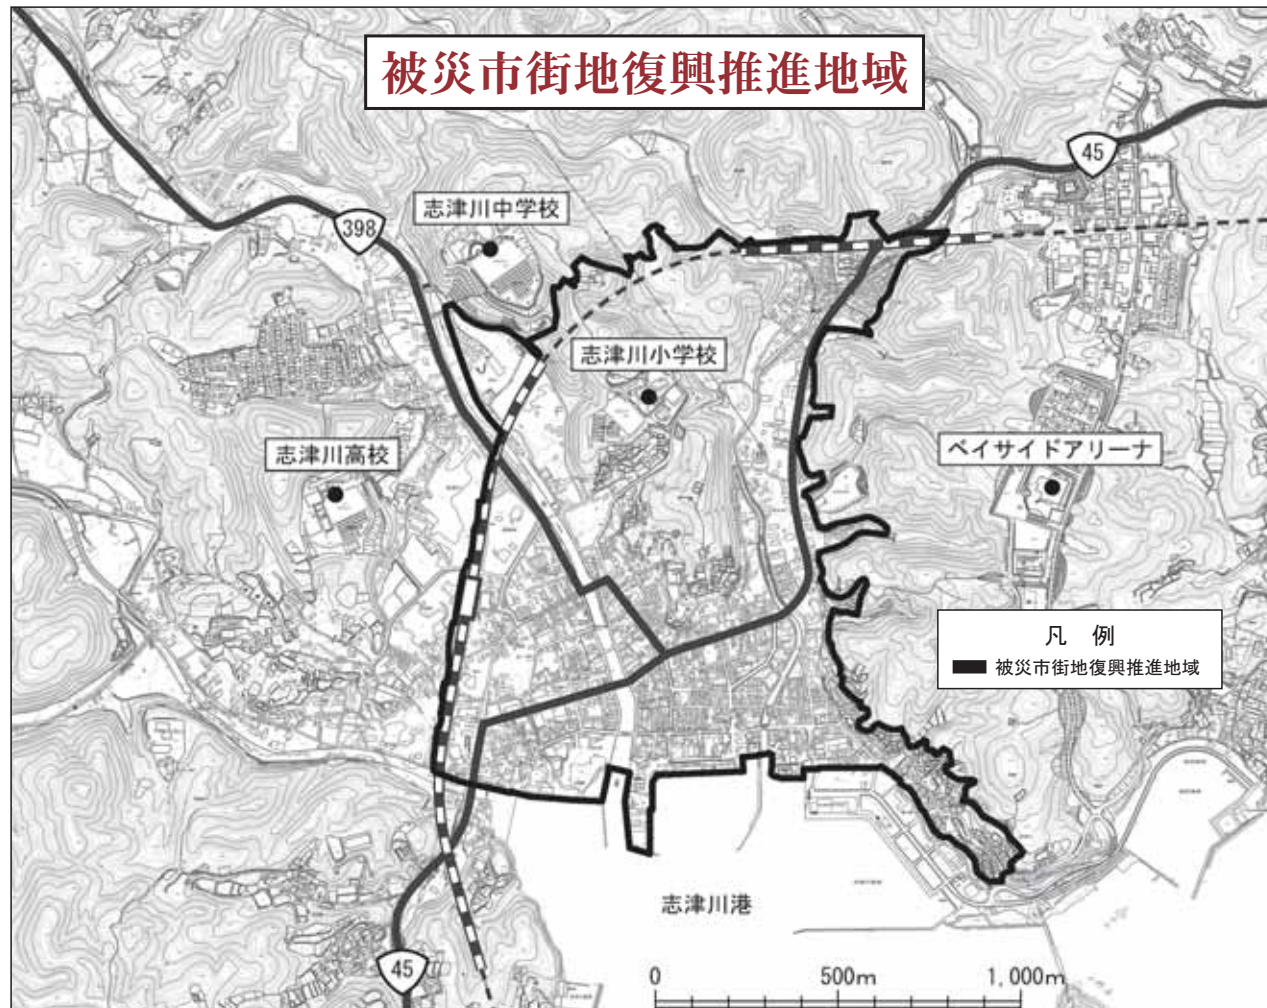 被災市街地復興推進地域
45
398
志津川中学校
志津川小学校
志津川高校
ベイサイドアリーナ
凡 例
被災市街地復興推進地域
志津川港
45
0 500m 1,000m